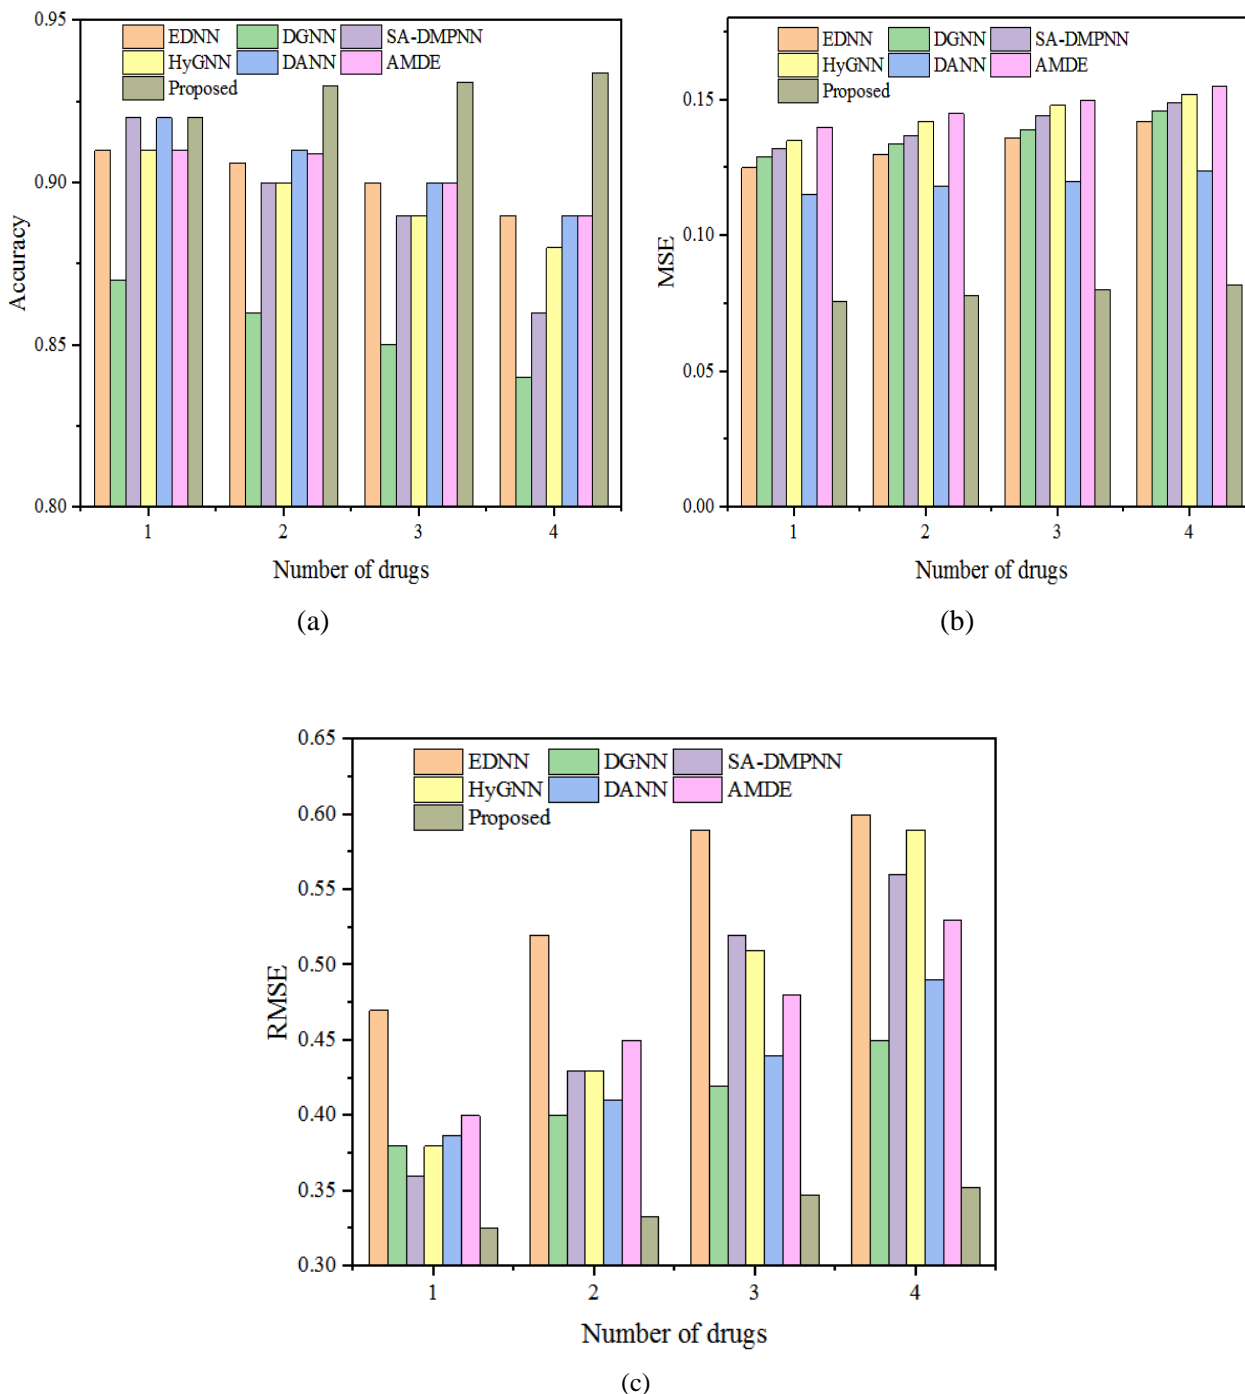 0.95
EDNN DGNN SA-DMPNN
HyGNN DANN AMDE
Proposed
0.90
0.85
0.80
Accuracy
1 2 3 4
Number of drugs
(a)
EDNN DGNN SA-DMPNN
HyGNN DANN AMDE
Proposed
0.15
0.10
0.05
0.00
MSE
1 2 3 4
Number of drugs
(b)
0.65
EDNN DGNN SA-DMPNN
HyGNN DANN AMDE
Proposed
0.60
0.55
0.50
0.45
0.40
0.35
0.30
RMSE
1 2 3 4
Number of drugs
(c)